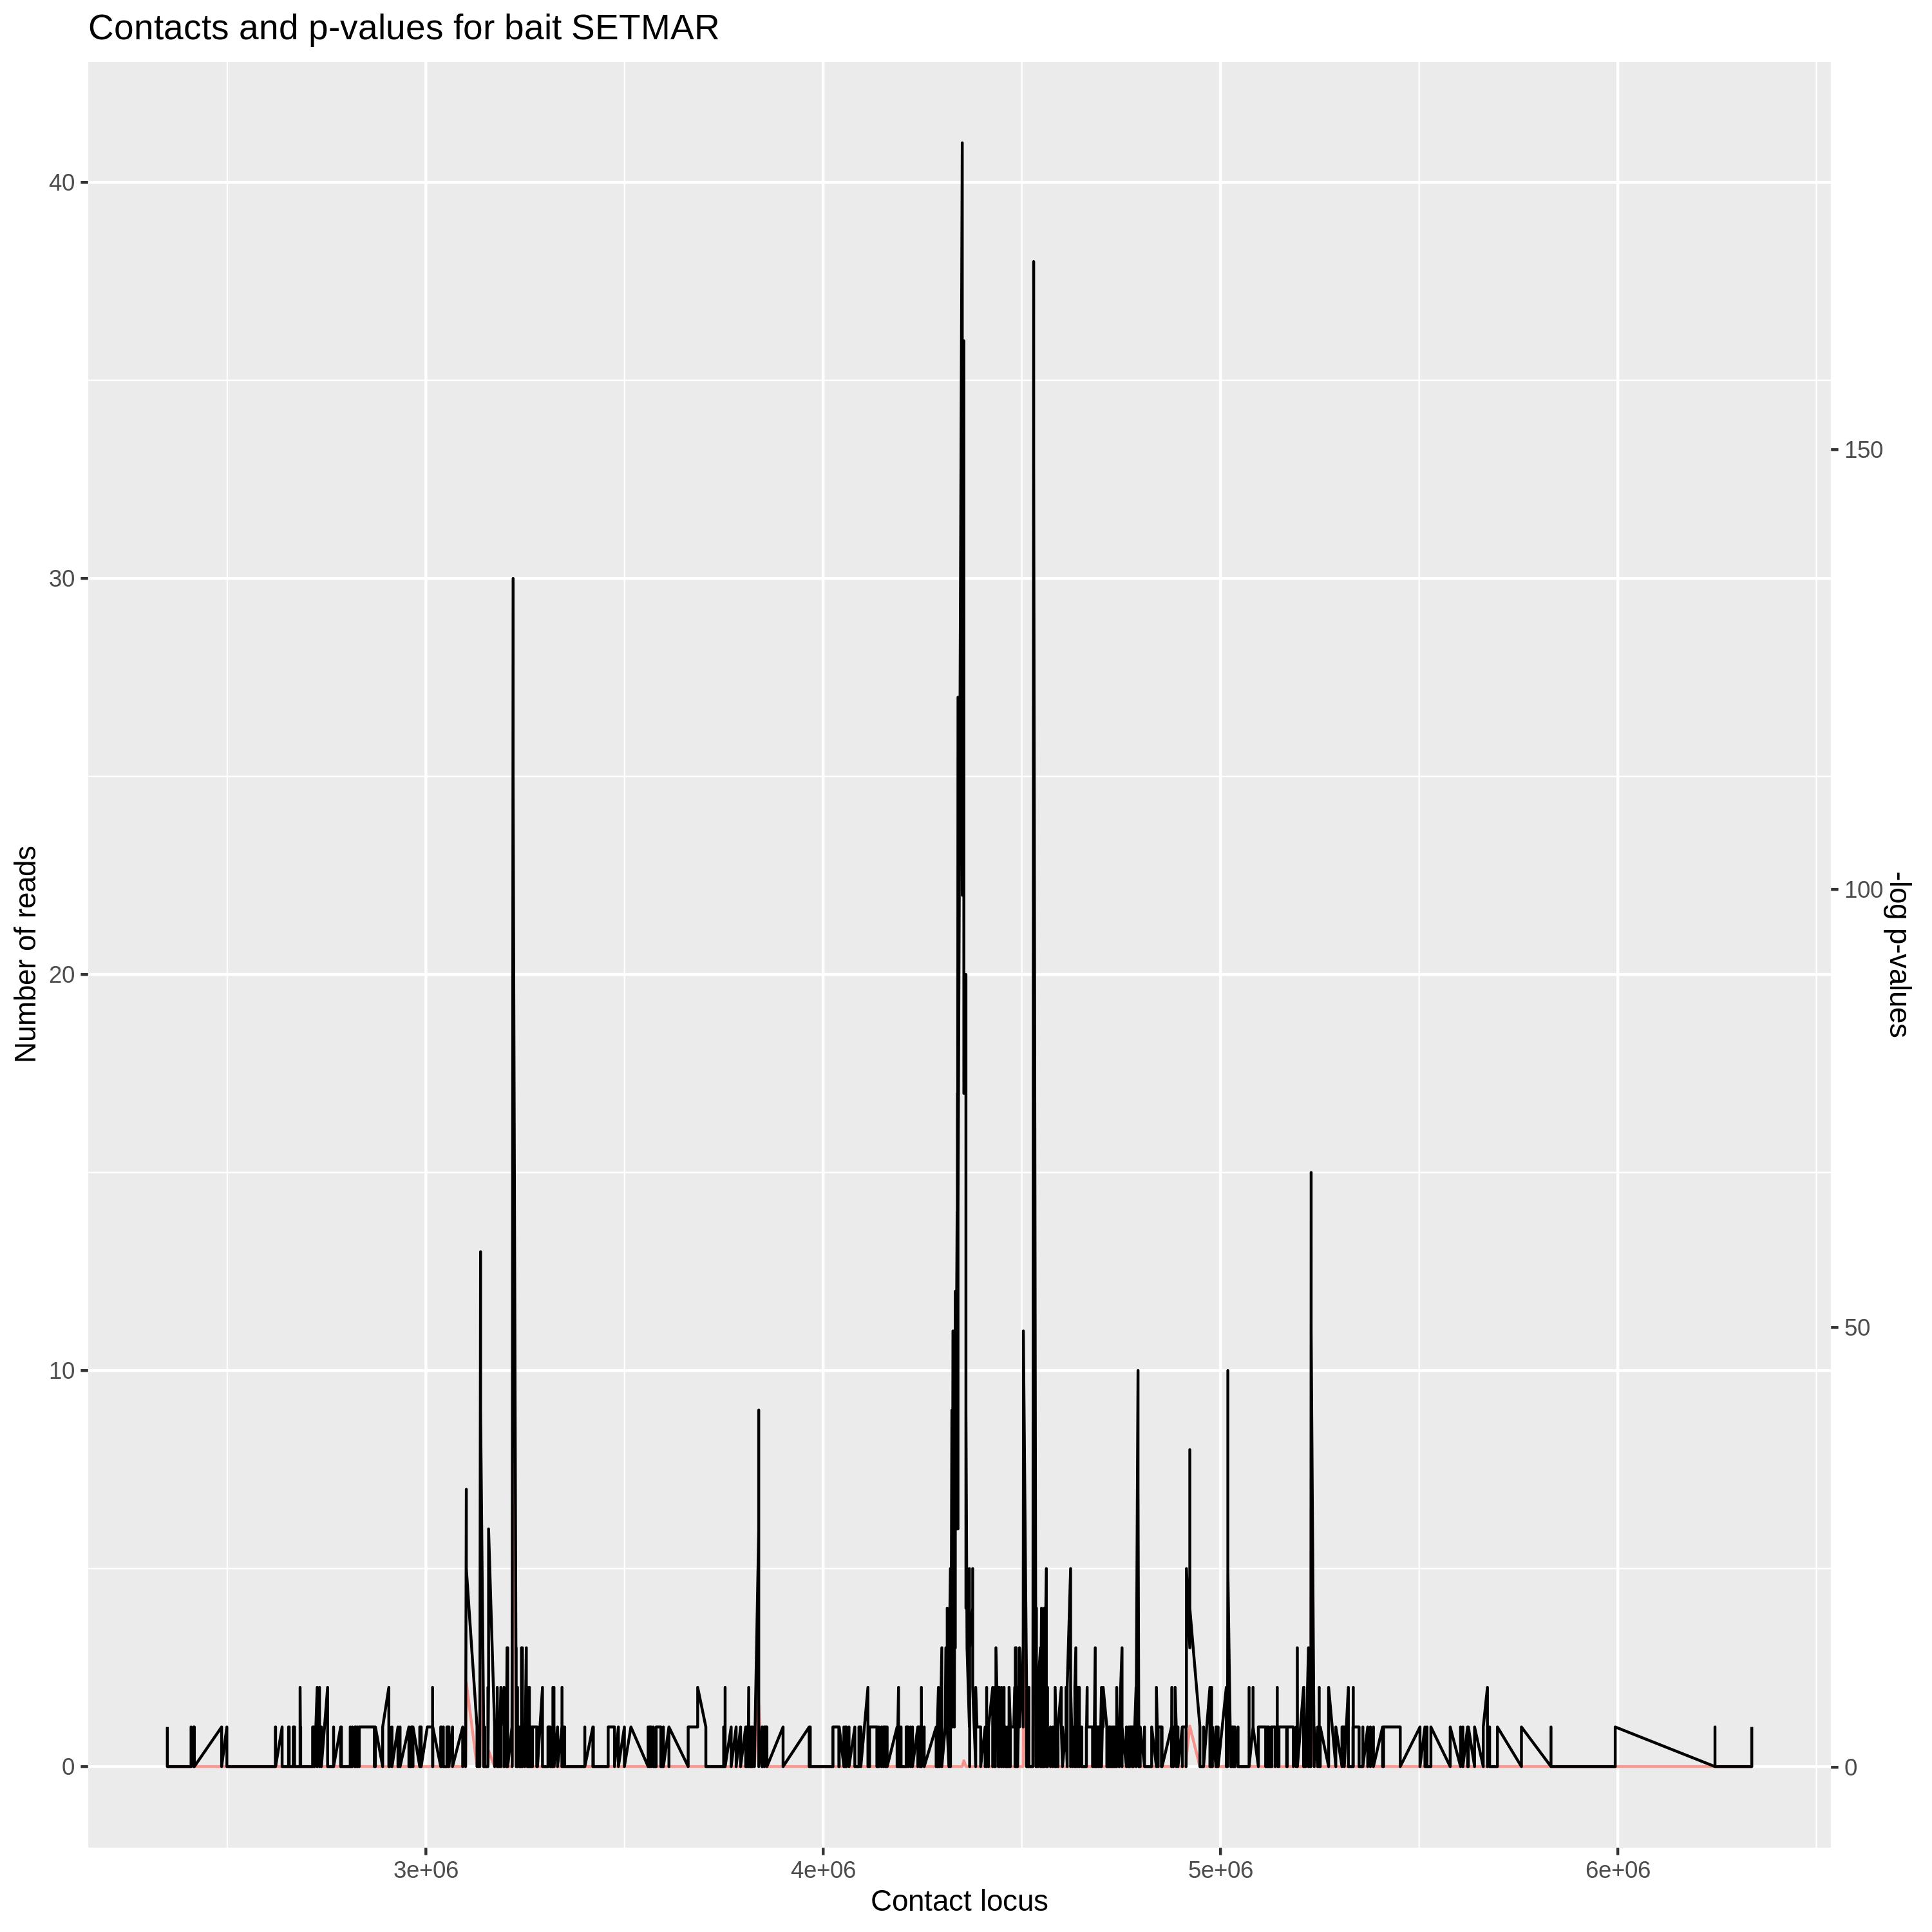 Contacts and p-values for bait SETMAR
40
30
20
10
0
Number of reads
150
100
50
0
-log p-values
3e+06
4e+06
5e+06
6e+06
Contact locus